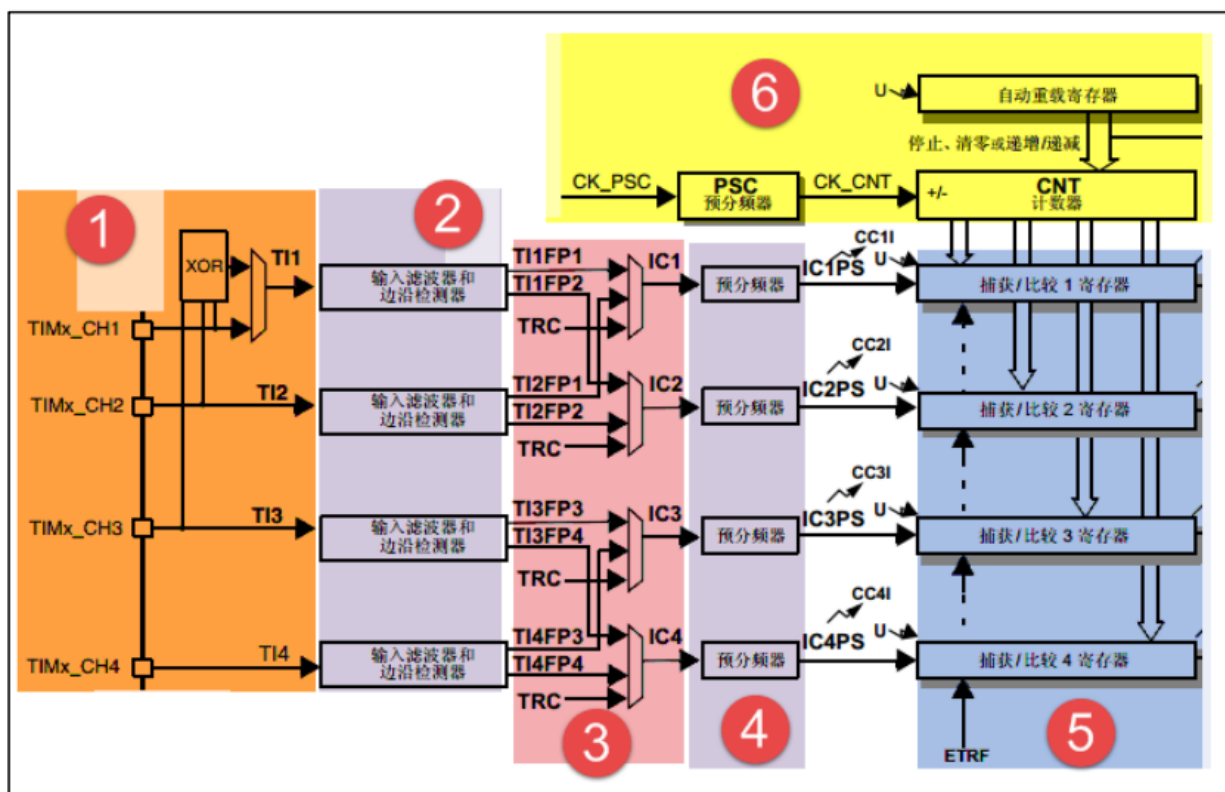 6
U
自动重载寄存器
停止、清零或递增/递减
CK_PSC
PSC
预分频器
CK_CNT
+/-
CNT
计数器
1
2
XOR
TI1
TIMx_CH1
输入滤波器和
边沿检测器
TI1FP1
TI1FP2
TRC
IC1
预分频器
IC1PS
CC1I
U
捕获/比较 1 寄存器
TIMx_CH2
TI2
输入滤波器和
边沿检测器
TI2FP1
TI2FP2
TRC
IC2
预分频器
IC2PS
CC2I
U
捕获/比较 2 寄存器
TIMx_CH3
TI3
输入滤波器和
边沿检测器
TI3FP3
TI3FP4
TRC
IC3
预分频器
IC3PS
CC3I
U
捕获/比较 3 寄存器
TIMx_CH4
TI4
输入滤波器和
边沿检测器
TI4FP3
TI4FP4
TRC
IC4
预分频器
IC4PS
CC4I
U
捕获/比较 4 寄存器
3
4
5
ETRF